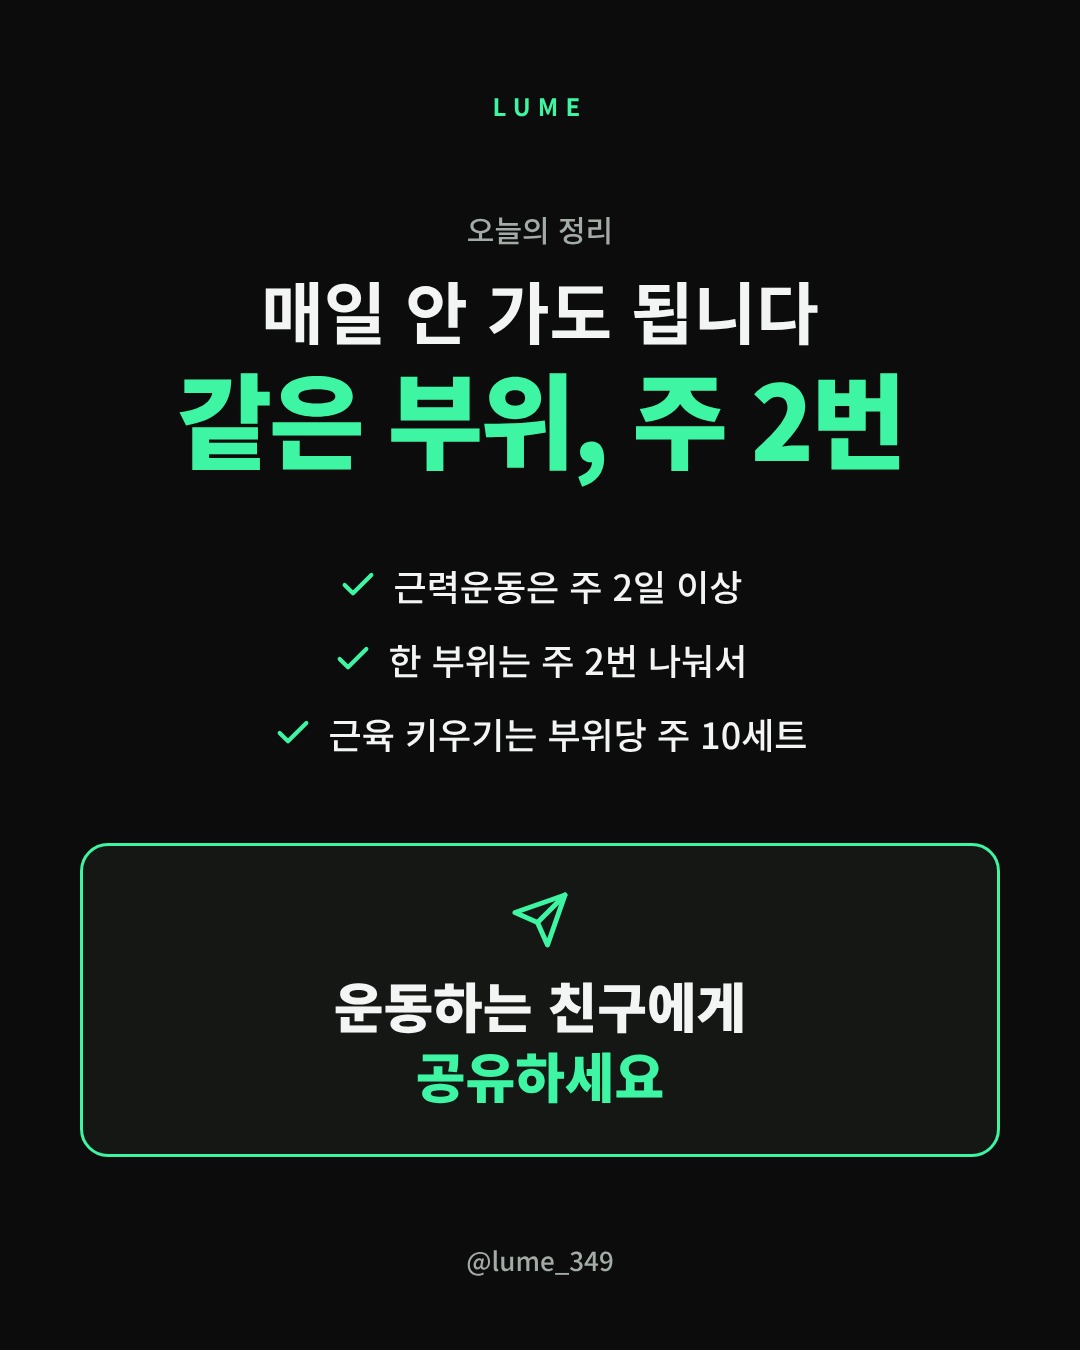 LUME
오늘의 정리
매일 안 가도 됩니다
같은 부위, 주 2번
근력운동은 주 2일 이상
한 부위는 주 2번 나눠서
근육 키우기는 부위당 주 10세트
운동하는 친구에게
공유하세요
@lume_349